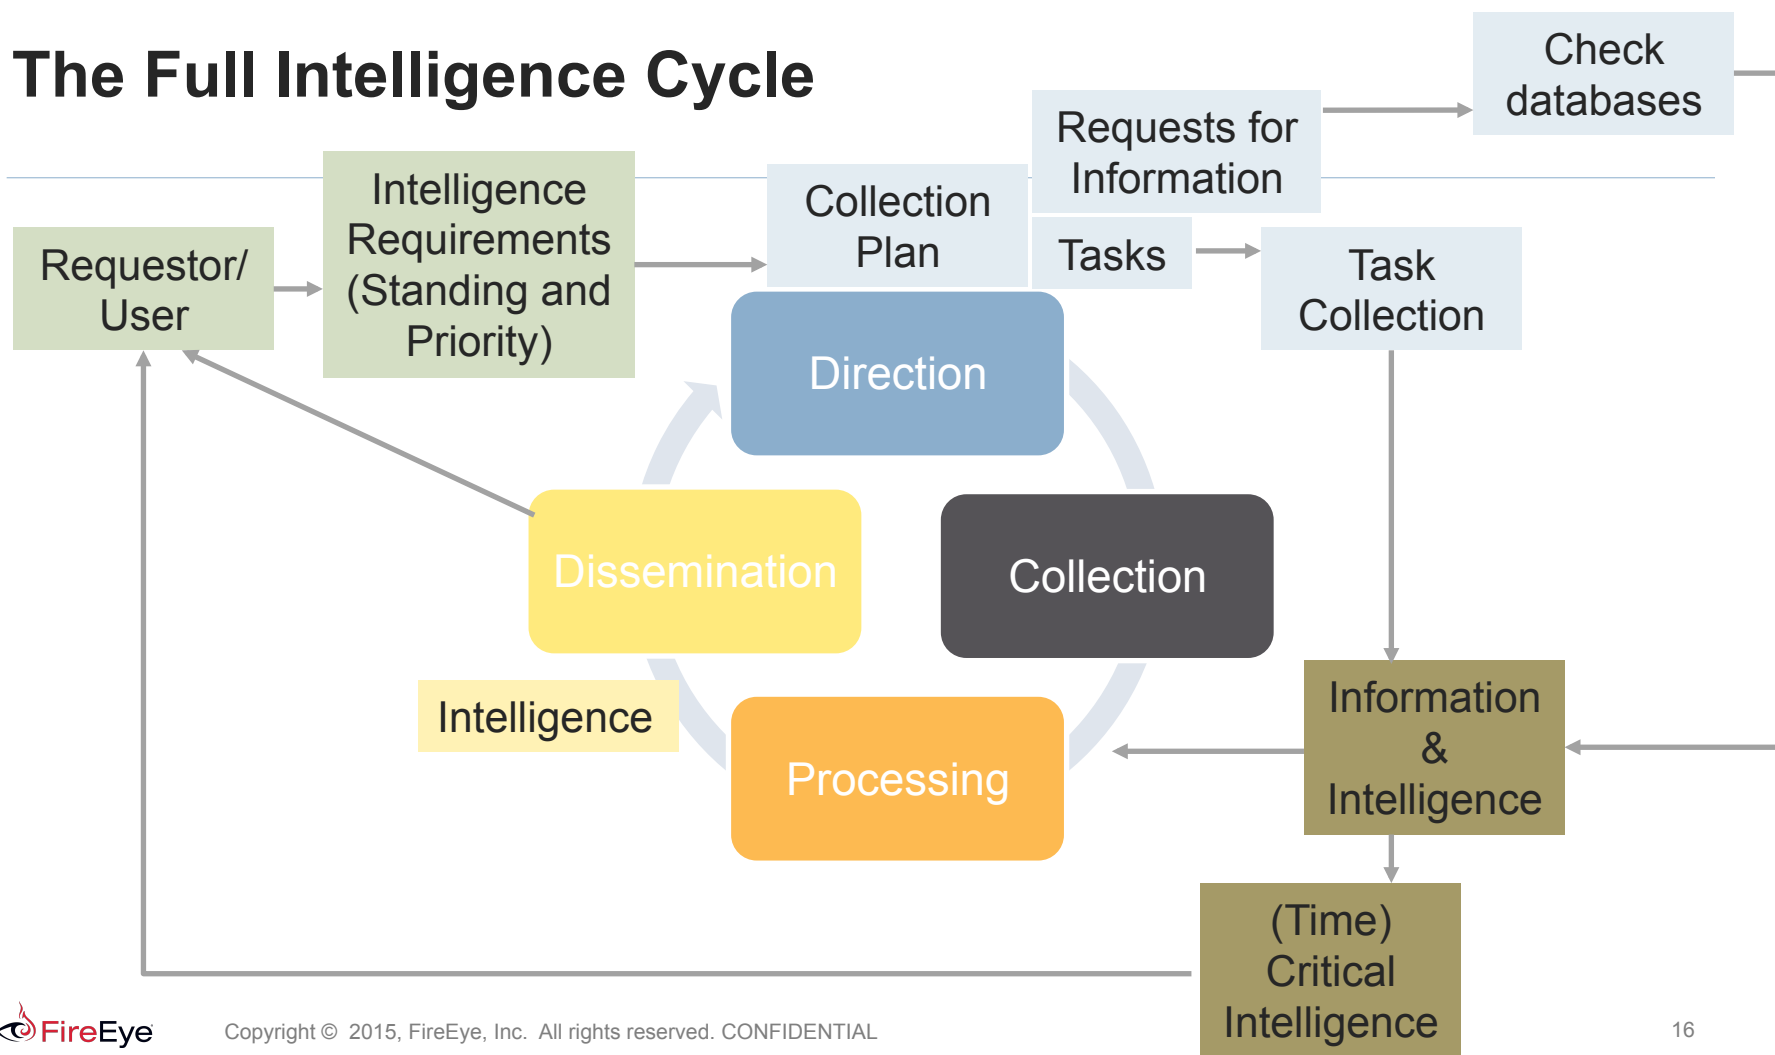 The Full Intelligence Cycle
Check
databases
Requests for
Information
Intelligence
Requirements
(Standing and
Priority)
Collection
Plan
Tasks
Requestor/
User
Task
Collection
Direction
Dissemination
Collection
Intelligence
Processing
Information
&
Intelligence
(Time)
Critical
Intelligence
FireEye
Copyright © 2015, FireEye, Inc. All rights reserved. CONFIDENTIAL
16